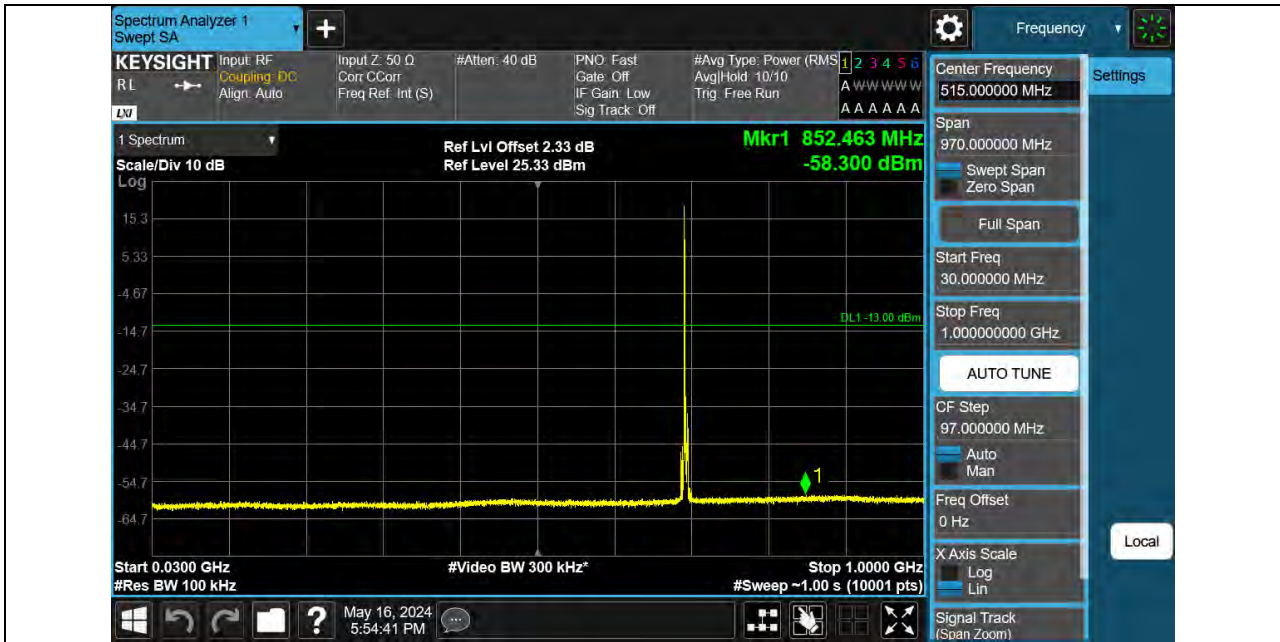 Spectrum Analyzer 1
Swept SA
+
Frequency
KEYSIGHT
RL
LXI
Input: RF
Coupling: DC
Align: Auto
Input Z: 50 Ω
Corr CCorr
Freq Ref: Int (S)
#Atten: 40 dB
PNO: Fast
Gate: Off
IF Gain: Low
Sig Track: Off
#Avg Type: Power (RMS
Avg|Hold: 10/10
Trig: Free Run
1 2 3 4 5 6
A W W W W W
A A A A A A
1 Spectrum
Scale/Div 10 dB
Log
Ref Lvl Offset 2.33 dB
Ref Level 25.33 dBm
Mkr1 852.463 MHz
-58.300 dBm
15.3
5.33
-4.67
DL1 -13.00 dBm
-14.7
-24.7
-34.7
-44.7
-54.7
1
-64.7
Start 0.0300 GHz
#Video BW 300 kHz*
Stop 1.0000 GHz
#Res BW 100 kHz
#Sweep ~1.00 s (10001 pts)
?
May 16, 2024
5:54:41 PM
Center Frequency
515.000000 MHz
Settings
Span
970.000000 MHz
Swept Span
Zero Span
Full Span
Start Freq
30.000000 MHz
Stop Freq
1.000000000 GHz
AUTO TUNE
CF Step
97.000000 MHz
Auto
Man
Freq Offset
0 Hz
Local
X Axis Scale
Log
Lin
Signal Track
(Span Zoom)